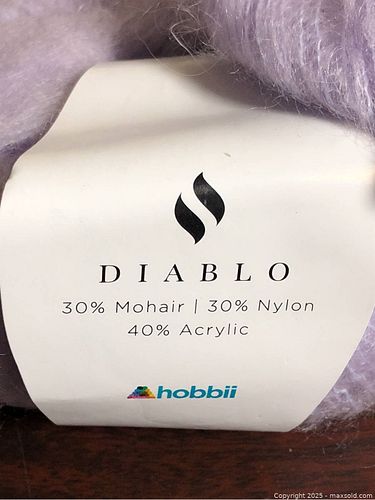 DIABLO
30% Mohair | 30% Nylon
40% Acrylic
hobbii
Copyright 2025 - maxsold.com